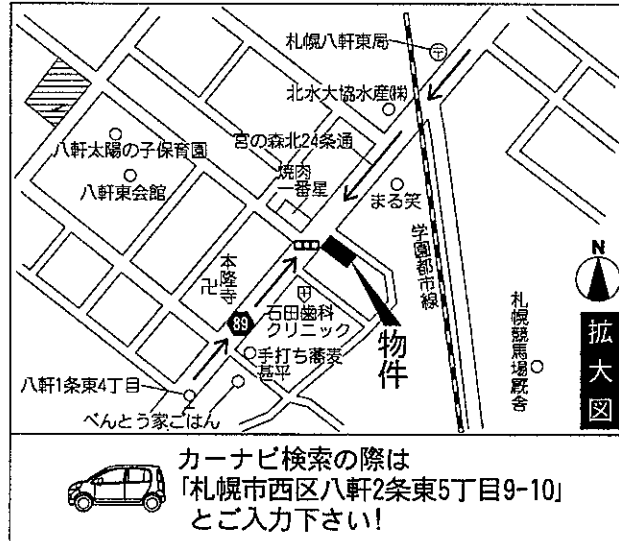 札幌八軒東局
〒
北水大協水産㈱
宮の森北24条通
八軒太陽の子保育園
八軒東会館
焼肉
一番星
まる笑
学園都市線
N
本隆寺
卍
石田歯科
クリニック
89
手打ち蕎麦
甚平
物件
札幌競馬場厩舎
拡大図
八軒1条東4丁目
べんとう家ごはん
カーナビ検索の際は
「札幌市西区八軒2条東5丁目9-10」
とご入力下さい!